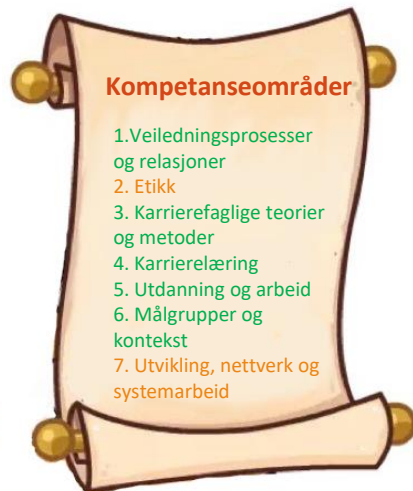 Kompetanseområder
1.Veiledningsprosesser
og relasjoner
2. Etikk
3. Karrierefaglige teorier
og metoder
4. Karrierelæring
5. Utdanning og arbeid
6. Målgrupper og
kontekst
7. Utvikling, nettverk og
systemarbeid